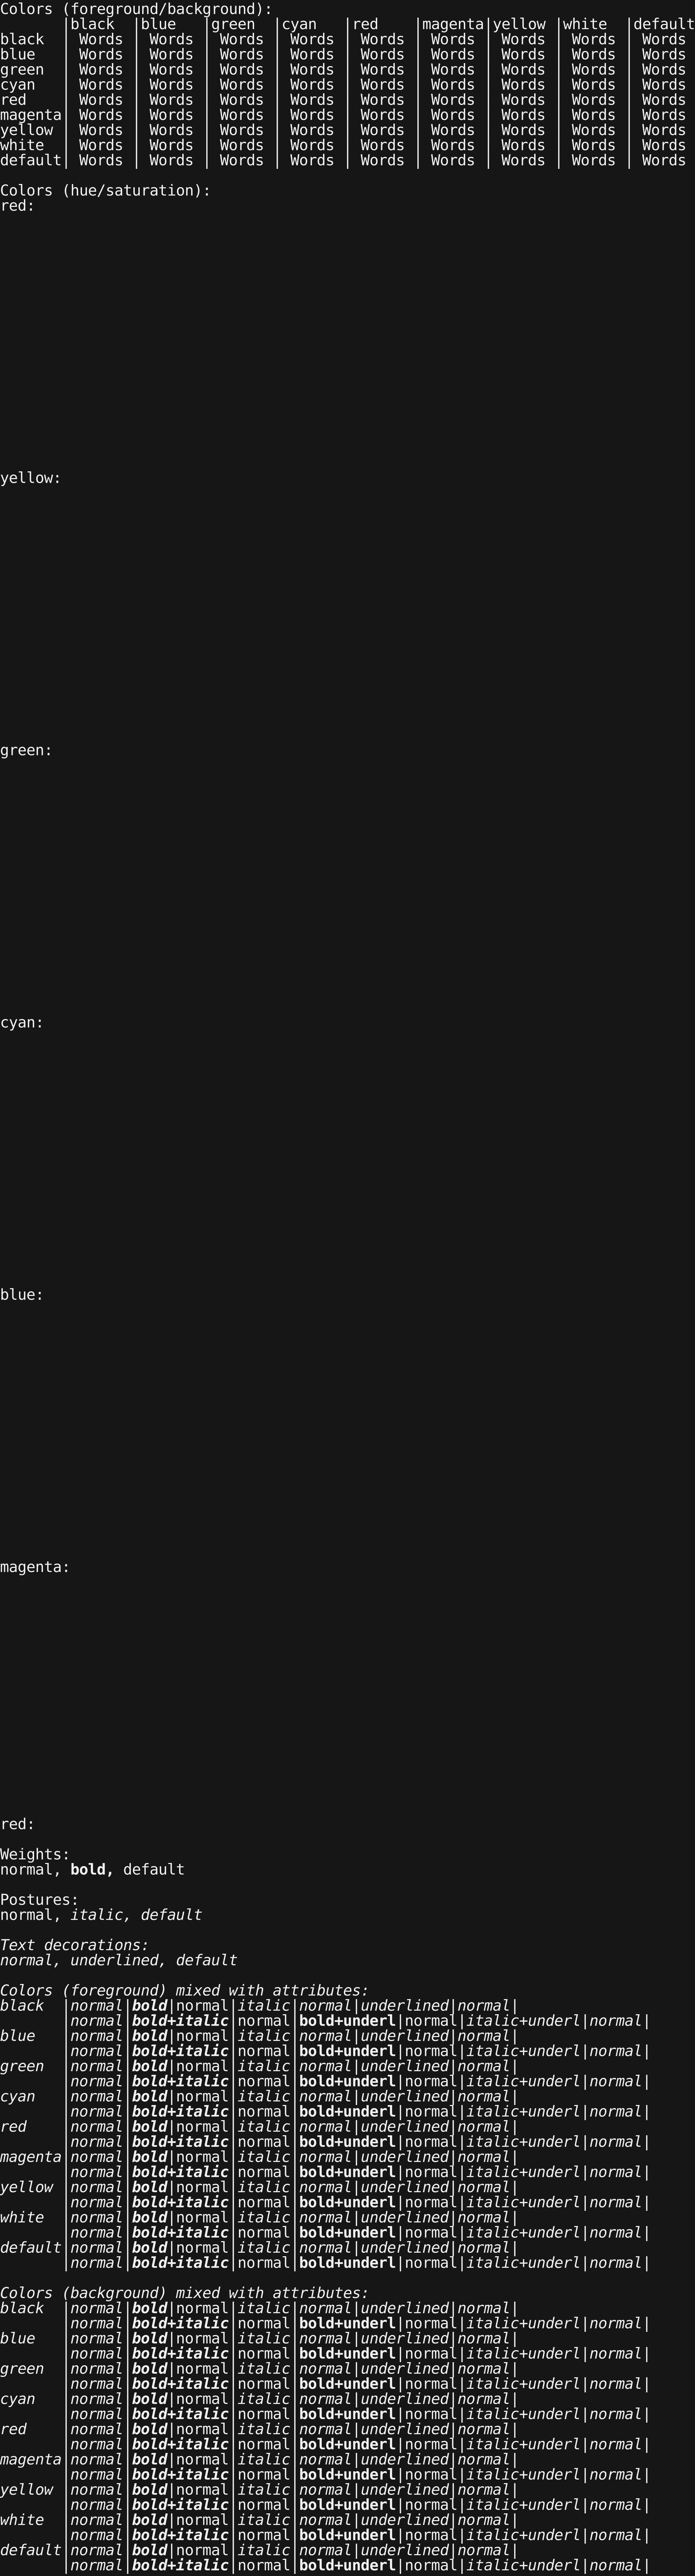 Colors (foreground/background):
       |black  |blue   |green  |cyan   |red    |magenta|yellow |white  |default
black  | Words | Words | Words | Words | Words | Words | Words | Words | Words
blue   | Words | Words | Words | Words | Words | Words | Words | Words | Words
green  | Words | Words | Words | Words | Words | Words | Words | Words | Words
cyan   | Words | Words | Words | Words | Words | Words | Words | Words | Words
red    | Words | Words | Words | Words | Words | Words | Words | Words | Words
magenta| Words | Words | Words | Words | Words | Words | Words | Words | Words
yellow | Words | Words | Words | Words | Words | Words | Words | Words | Words
white  | Words | Words | Words | Words | Words | Words | Words | Words | Words
default| Words | Words | Words | Words | Words | Words | Words | Words | Words
Colors (hue/saturation):
red:
yellow:
green:
cyan:
blue:
magenta:
red:
Weights:
normal, bold, default
Postures:
normal, italic, default
Text decorations:
normal, underlined, default
Colors (foreground) mixed with attributes:
black  |normal|bold|normal|italic|normal|underlined|normal|
       |normal|bold+italic|normal|bold+underl|normal|italic+underl|normal|
blue   |normal|bold|normal|italic|normal|underlined|normal|
       |normal|bold+italic|normal|bold+underl|normal|italic+underl|normal|
green  |normal|bold|normal|italic|normal|underlined|normal|
       |normal|bold+italic|normal|bold+underl|normal|italic+underl|normal|
cyan   |normal|bold|normal|italic|normal|underlined|normal|
       |normal|bold+italic|normal|bold+underl|normal|italic+underl|normal|
red    |normal|bold|normal|italic|normal|underlined|normal|
       |normal|bold+italic|normal|bold+underl|normal|italic+underl|normal|
magenta|normal|bold|normal|italic|normal|underlined|normal|
       |normal|bold+italic|normal|bold+underl|normal|italic+underl|normal|
yellow |normal|bold|normal|italic|normal|underlined|normal|
       |normal|bold+italic|normal|bold+underl|normal|italic+underl|normal|
white  |normal|bold|normal|italic|normal|underlined|normal|
       |normal|bold+italic|normal|bold+underl|normal|italic+underl|normal|
default|normal|bold|normal|italic|normal|underlined|normal|
       |normal|bold+italic|normal|bold+underl|normal|italic+underl|normal|
Colors (background) mixed with attributes:
black  |normal|bold|normal|italic|normal|underlined|normal|
       |normal|bold+italic|normal|bold+underl|normal|italic+underl|normal|
blue   |normal|bold|normal|italic|normal|underlined|normal|
       |normal|bold+italic|normal|bold+underl|normal|italic+underl|normal|
green  |normal|bold|normal|italic|normal|underlined|normal|
       |normal|bold+italic|normal|bold+underl|normal|italic+underl|normal|
cyan   |normal|bold|normal|italic|normal|underlined|normal|
       |normal|bold+italic|normal|bold+underl|normal|italic+underl|normal|
red    |normal|bold|normal|italic|normal|underlined|normal|
       |normal|bold+italic|normal|bold+underl|normal|italic+underl|normal|
magenta|normal|bold|normal|italic|normal|underlined|normal|
       |normal|bold+italic|normal|bold+underl|normal|italic+underl|normal|
yellow |normal|bold|normal|italic|normal|underlined|normal|
       |normal|bold+italic|normal|bold+underl|normal|italic+underl|normal|
white  |normal|bold|normal|italic|normal|underlined|normal|
       |normal|bold+italic|normal|bold+underl|normal|italic+underl|normal|
default|normal|bold|normal|italic|normal|underlined|normal|
       |normal|bold+italic|normal|bold+underl|normal|italic+underl|normal|